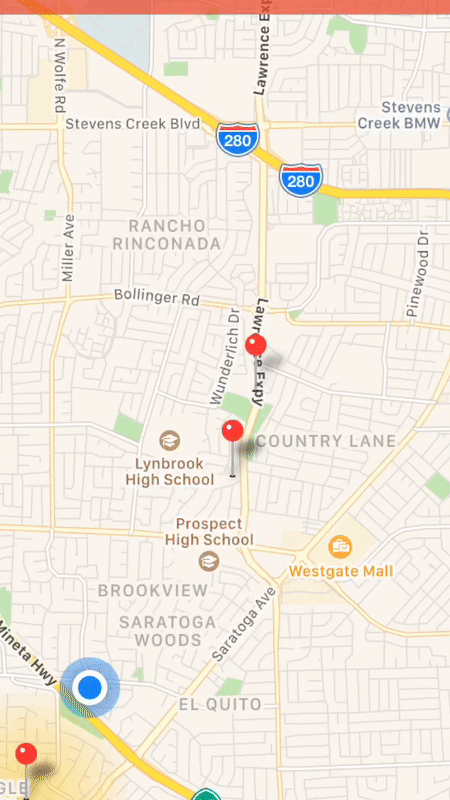 Lawrence Exp
N Wolfe Rd
Stevens
Creek BMW
Stevens Creek Blvd
280
280
Miller Ave
RANCHO
RINCONADA
Pinewood Dr
Bollinger Rd
Wunderlich Dr
Expy
COUNTRY LANE
Lynbrook
High School
Prospect
High School
Westgate Mall
BROOKVIEW
SARATOGA
WOODS
Saratoga Ave
Mineta Hwy
EL QUITO
GLE